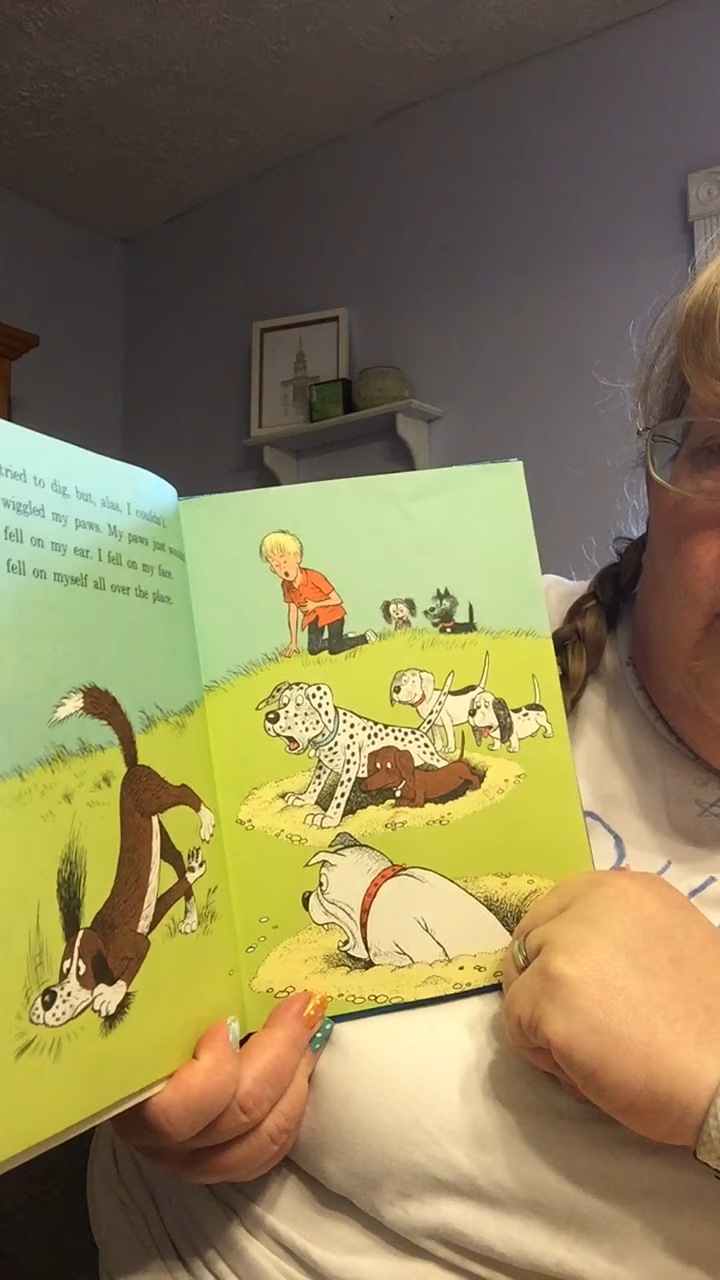 tried to dig, but, alas, I couldn't.
wiggled my paws. My paws just
fell on my ear. I fell on my face.
fell on myself all over the place.